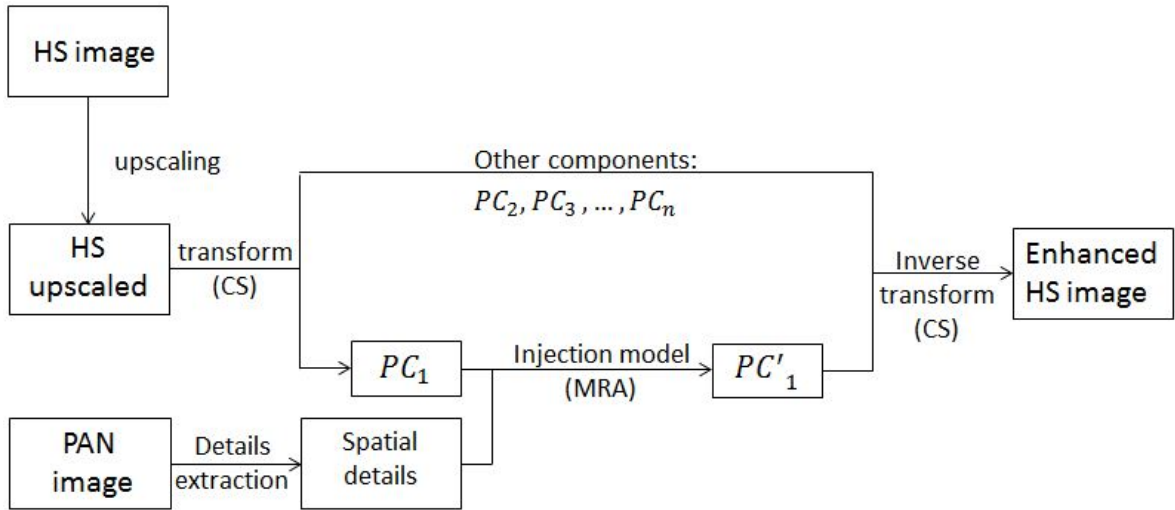 HS image
upscaling
Other components:
PC₂, PC₃ , … , PCₙ
HS
upscaled
transform
(CS)
Inverse
transform
(CS)
Enhanced
HS image
PC₁
Injection model
(MRA)
PC'₁
PAN
image
Details
extraction
Spatial
details